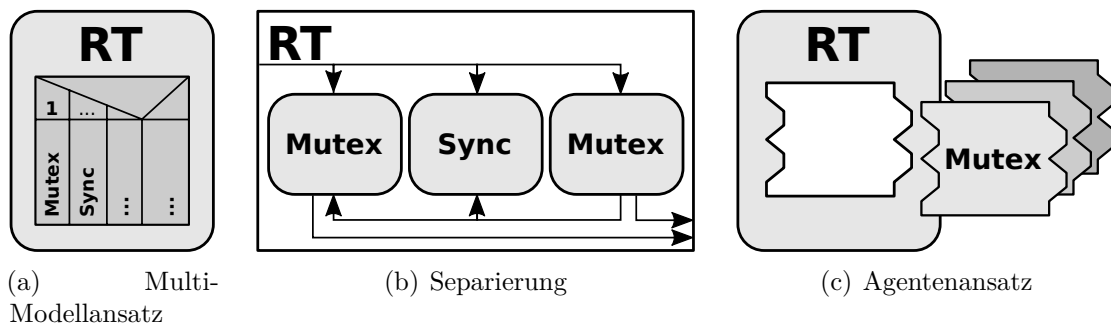 RT
1 ...
Mutex
Sync
...
...
(a) Multi-
Modellansatz
RT
Mutex Sync Mutex
(b) Separierung
RT
Mutex
(c) Agentenansatz